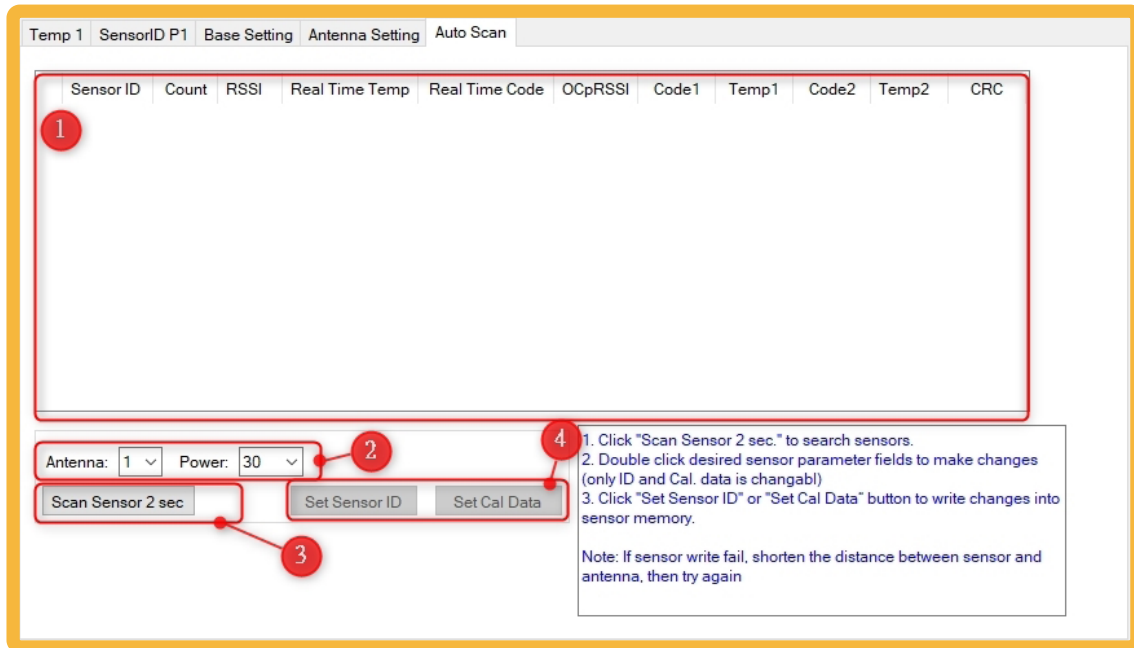 Temp 1 SensorID P1 Base Setting Antenna Setting Auto Scan
Sensor ID Count RSSI Real Time Temp Real Time Code OCpRSSI Code1 Temp1 Code2 Temp2 CRC
1
Antenna: 1 Power: 30
2
Scan Sensor 2 sec
3
Set Sensor ID Set Cal Data
4
1. Click "Scan Sensor 2 sec." to search sensors.
2. Double click desired sensor parameter fields to make changes
(only ID and Cal. data is changabl)
3. Click "Set Sensor ID" or "Set Cal Data" button to write changes into
sensor memory.
Note: If sensor write fail, shorten the distance between sensor and
antenna, then try again